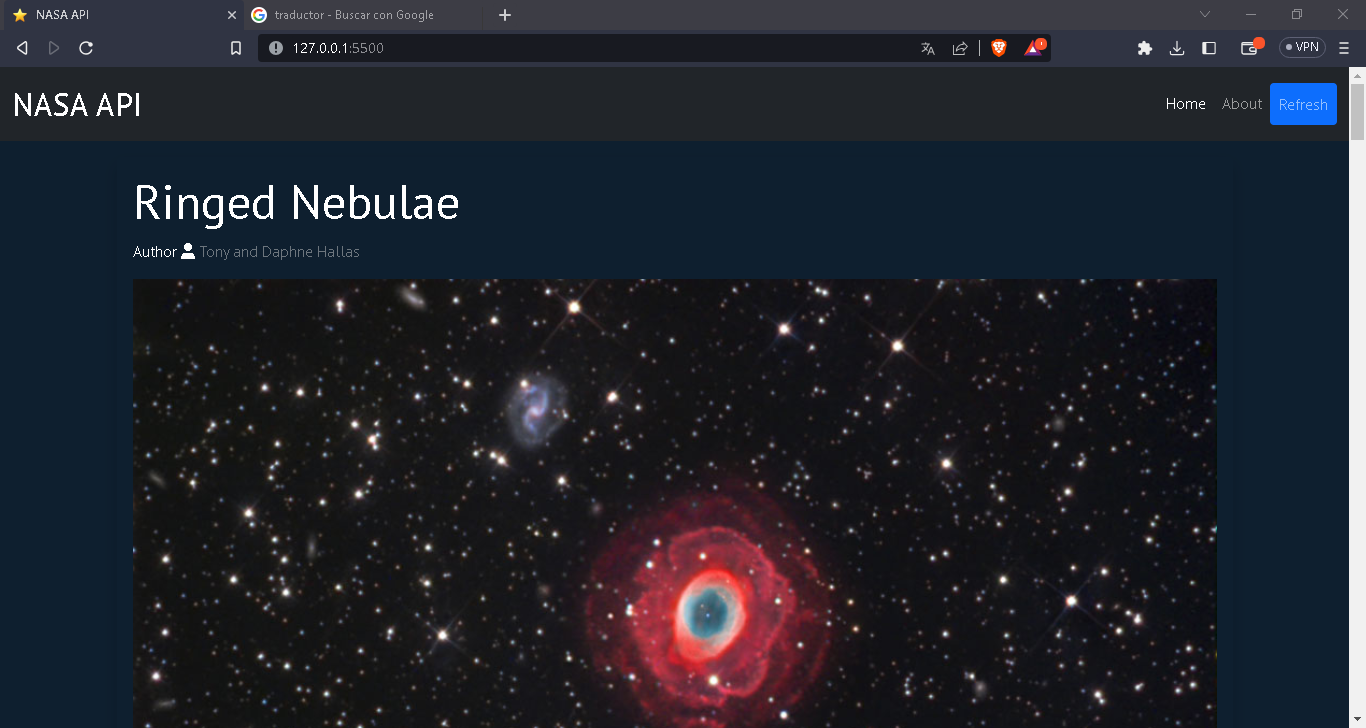 NASA API
traductor - Buscar con Google
127.0.0.1:5500
1
VPN
NASA API
Home
About
Refresh
Ringed Nebulae
Author Tony and Daphne Hallas